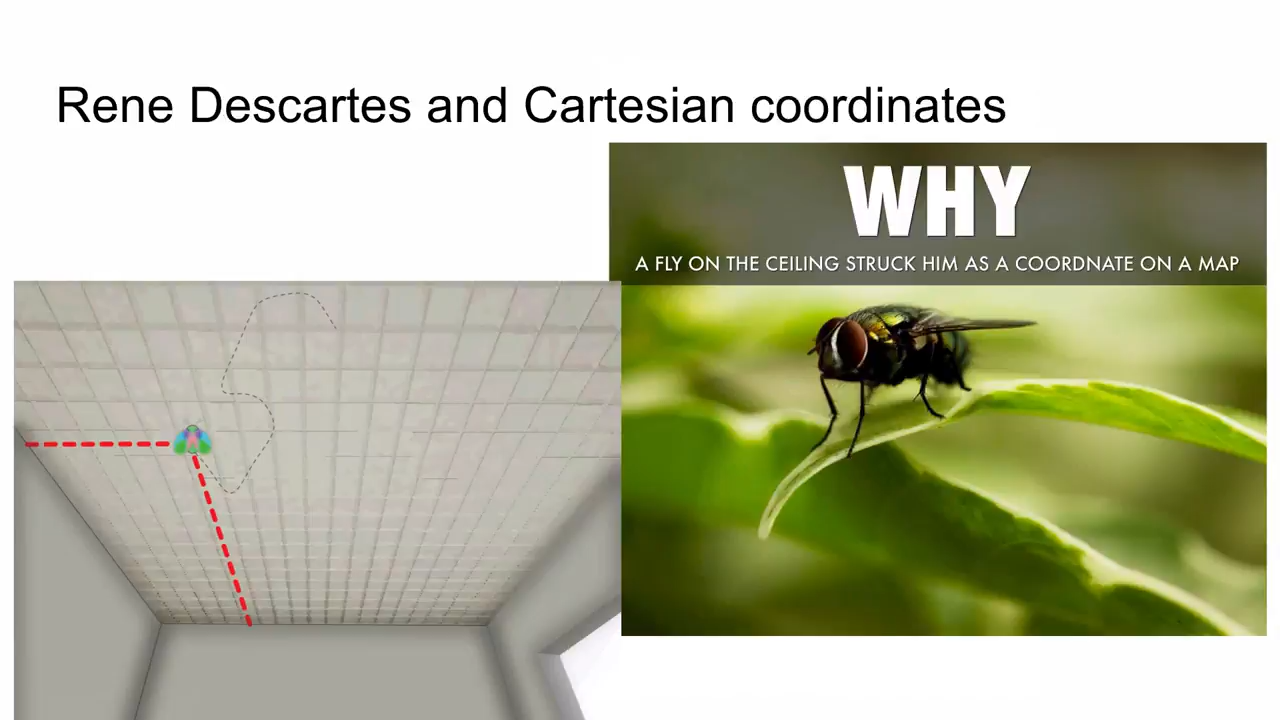 Rene Descartes and Cartesian coordinates
WHY
A FLY ON THE CEILING STRUCK HIM AS A COORDNATE ON A MAP